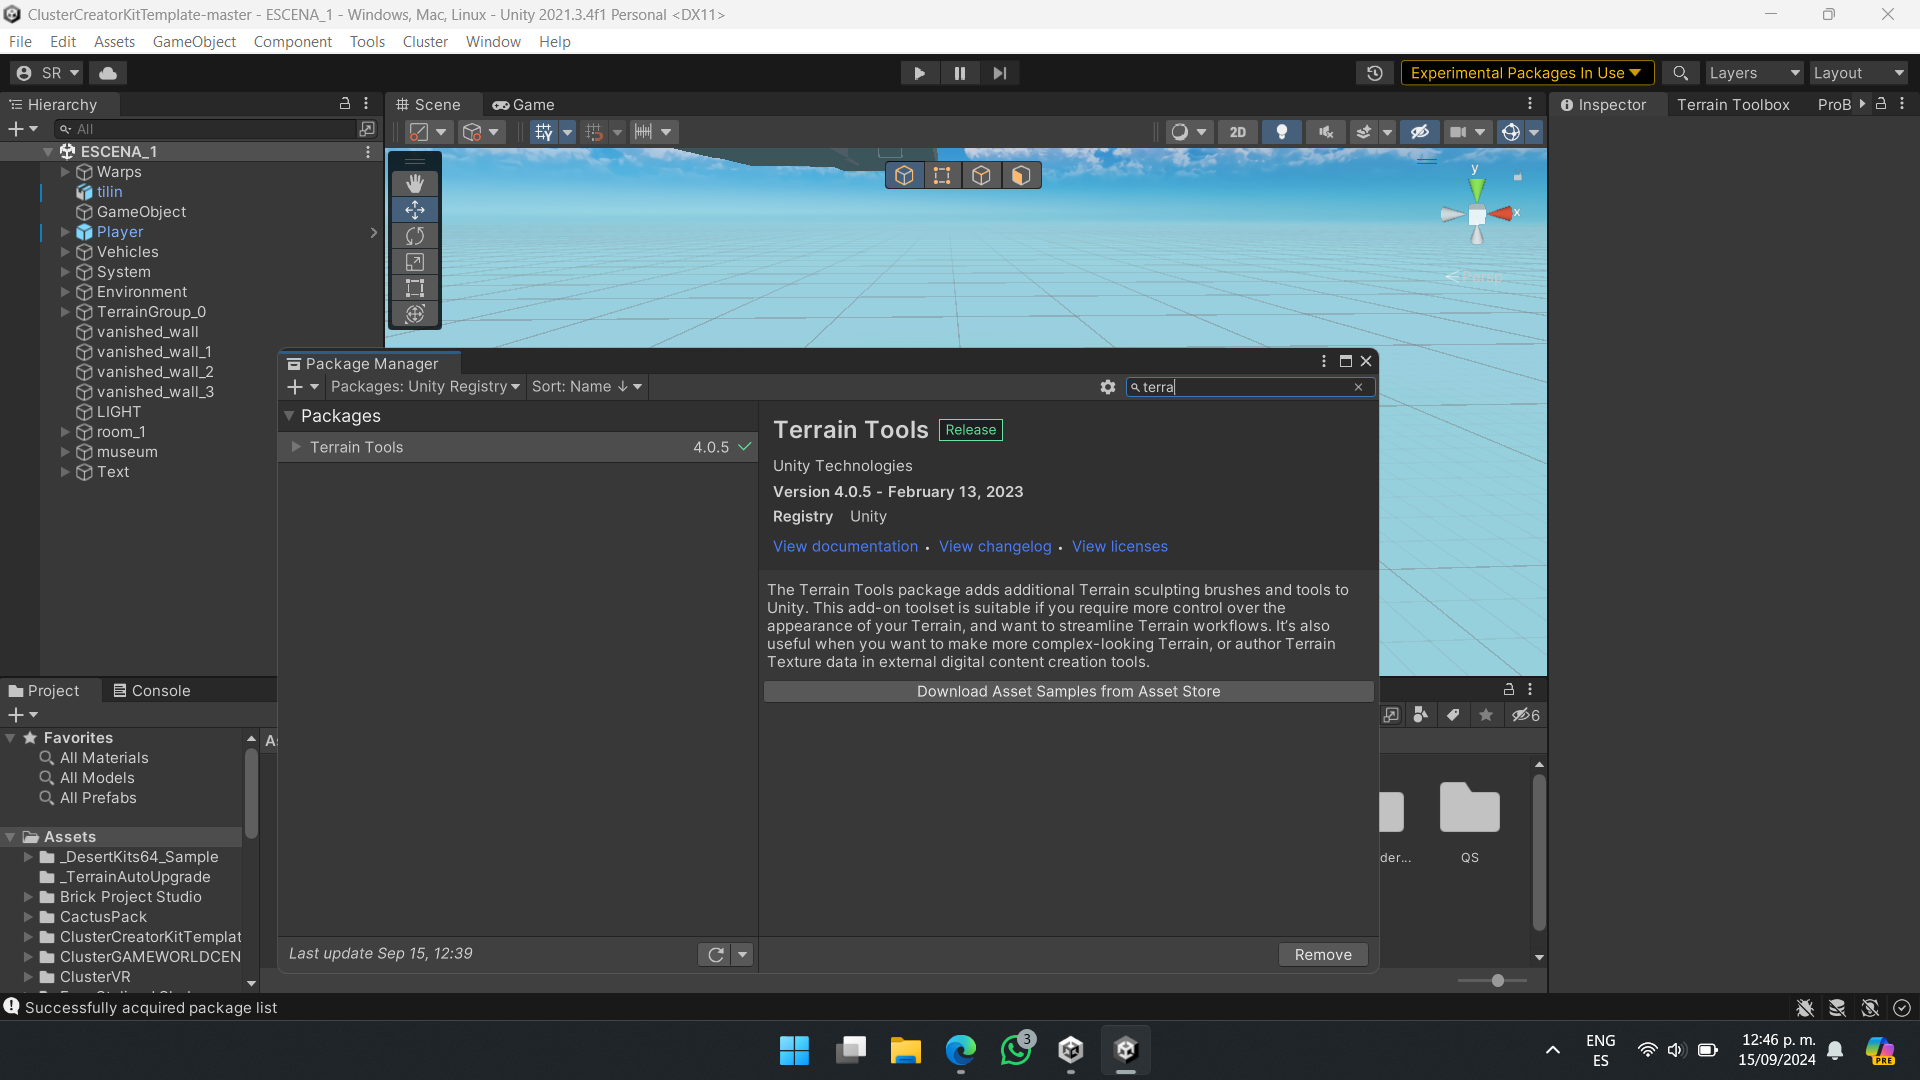 ClusterCreatorKitTemplate-master - ESCENA_1 - Windows, Mac, Linux - Unity 2021.3.4f1 Personal <DX11>
File Edit Assets GameObject Component Tools Cluster Window Help
SR
Experimental Packages In Use
Layers
Layout
Hierarchy
Scene
Game
Inspector
Terrain Toolbox
ProB
All
2D
ESCENA_1
Warps
tilin
GameObject
Player
Vehicles
System
Environment
TerrainGroup_0
vanished_wall
vanished_wall_1
vanished_wall_2
vanished_wall_3
LIGHT
room_1
museum
Text
y
x
Persp
Package Manager
Packages: Unity Registry
Sort: Name ↓
terra
Packages
Terrain Tools 4.0.5
Terrain Tools Release
Unity Technologies
Version 4.0.5 - February 13, 2023
Registry Unity
View documentation • View changelog • View licenses
The Terrain Tools package adds additional Terrain sculpting brushes and tools to
Unity. This add-on toolset is suitable if you require more control over the
appearance of your Terrain, and want to streamline Terrain workflows. It's also
useful when you want to make more complex-looking Terrain, or author Terrain
Texture data in external digital content creation tools.
Download Asset Samples from Asset Store
Last update Sep 15, 12:39
Remove
Project
Console
6
Favorites
All Materials
All Models
All Prefabs
Assets
_DesertKits64_Sample
_TerrainAutoUpgrade
Brick Project Studio
CactusPack
ClusterCreatorKitTemplat
ClusterGAMEWORLDCEN
ClusterVR
der...
QS
Successfully acquired package list
3
ENG
ES
12:46 p. m.
15/09/2024
PRE